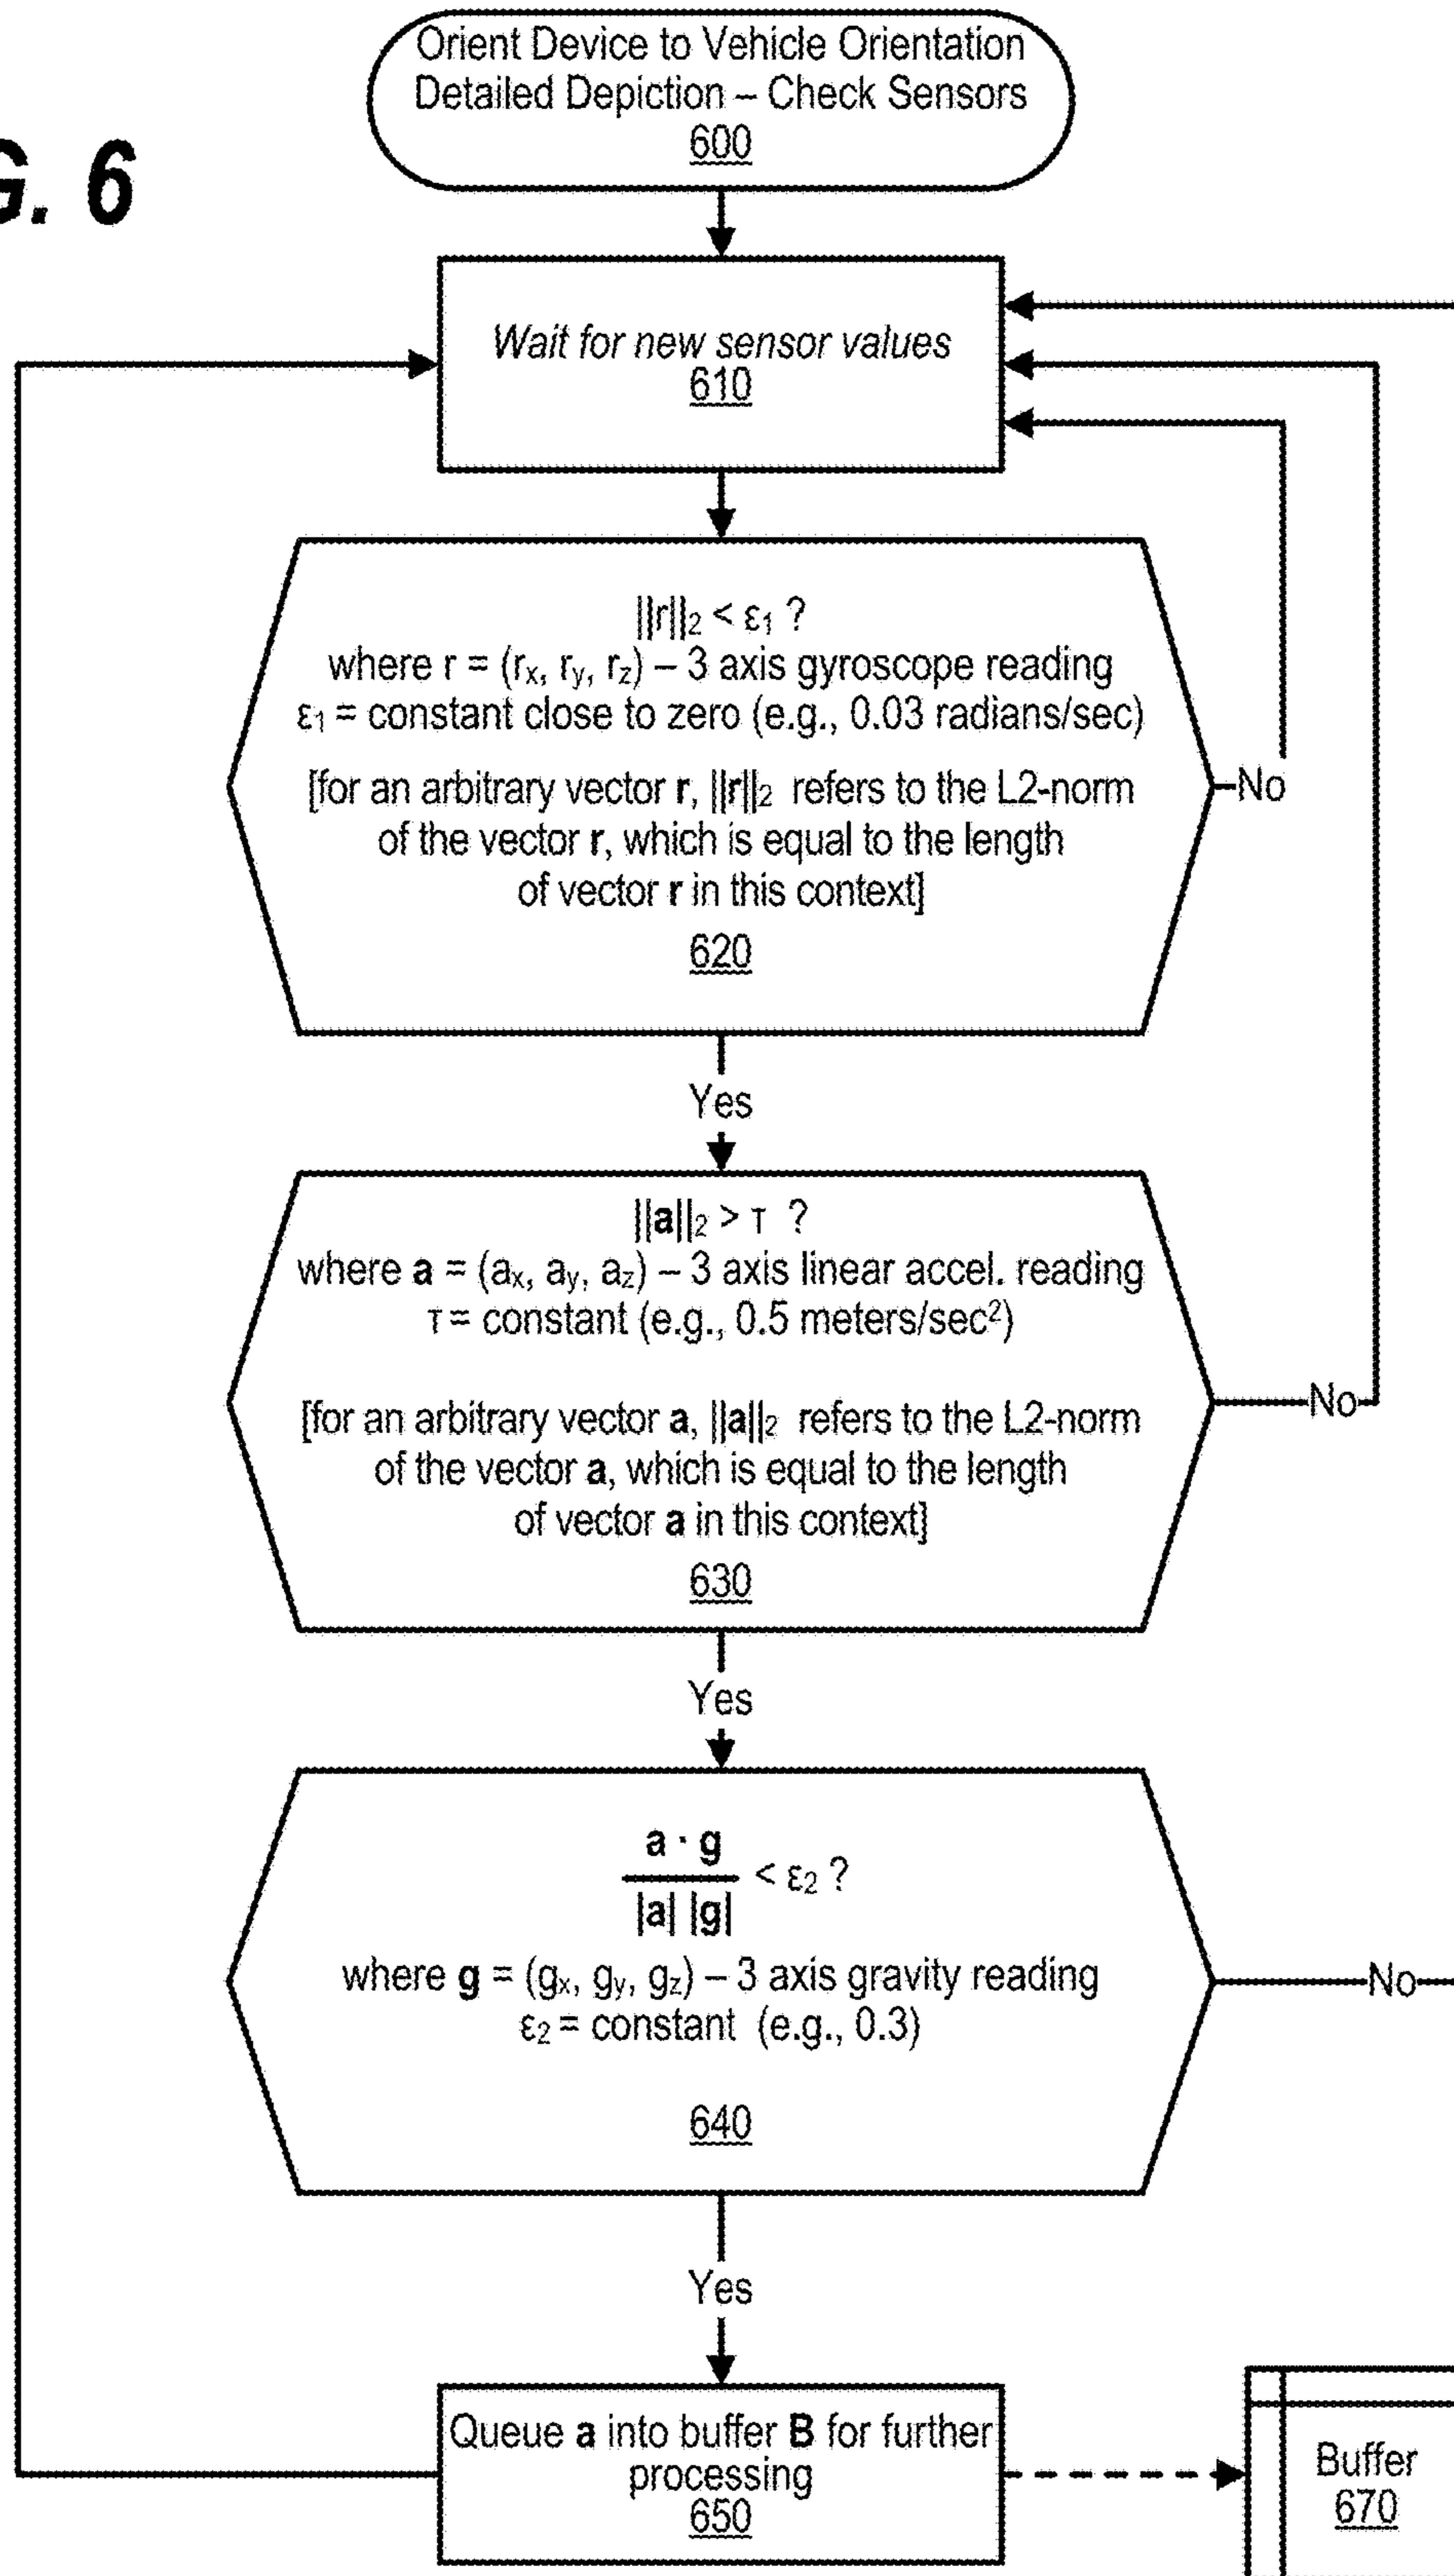 Orient Device to Vehicle Orientation
Detailed Depiction – Check Sensors
600
G. 6
Wait for new sensor values
610
||r||₂ < ε₁ ?
where r = (rₓ, rᵧ, r_z) – 3 axis gyroscope reading
ε₁ = constant close to zero (e.g., 0.03 radians/sec)
[for an arbitrary vector r, ||r||₂ refers to the L2-norm
of the vector r, which is equal to the length
of vector r in this context]
620
No
Yes
||a||₂ > τ ?
where a = (aₓ, aᵧ, a_z) – 3 axis linear accel. reading
τ = constant (e.g., 0.5 meters/sec²)
[for an arbitrary vector a, ||a||₂ refers to the L2-norm
of the vector a, which is equal to the length
of vector a in this context]
630
No
Yes
a · g
|a| |g|
< ε₂ ?
where g = (gₓ, gᵧ, g_z) – 3 axis gravity reading
ε₂ = constant (e.g., 0.3)
640
No
Yes
Queue a into buffer B for further
processing
650
Buffer
670